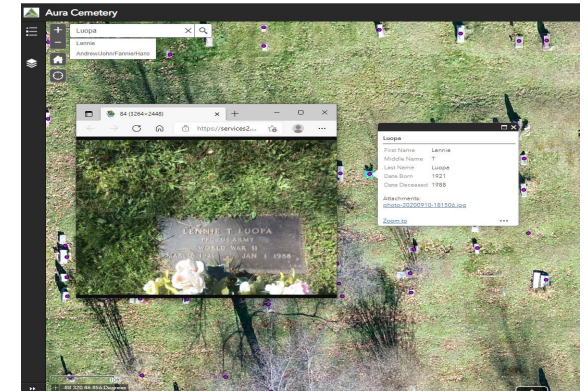 Aura Cemetery
Luopa
Lennie
Andrew/John/Fannie/Hans
84 (3264×2448)
https://services2...
LENNIE T LUOPA
US ARMY
WORLD WAR II
JAN 1 1988
Luopa
First Name Lennie
Middle Name T
Last Name Luopa
Date Born 1921
Date Deceased 1988
Attachments:
photo-20200910-181506.jpg
Zoom to